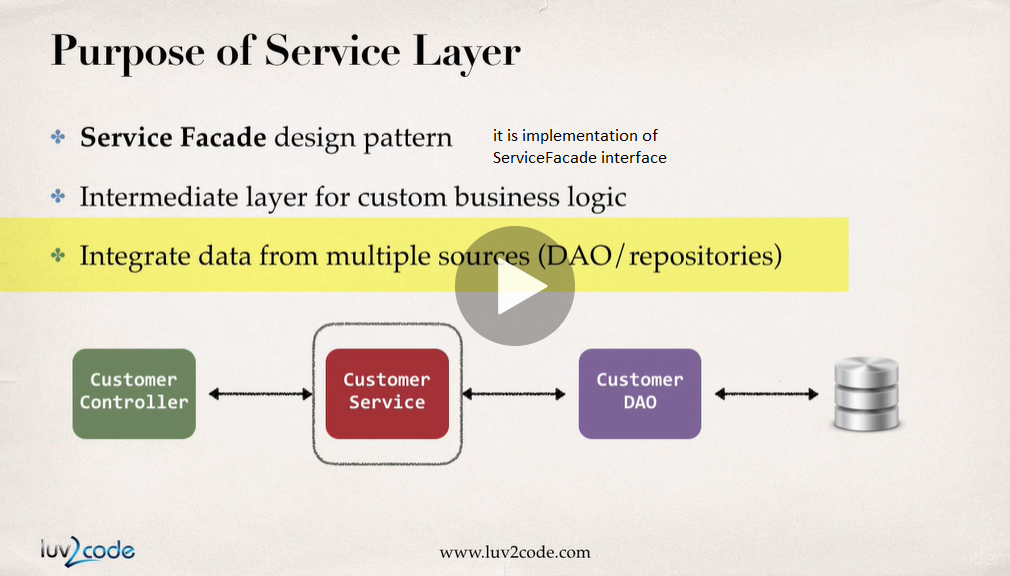 Purpose of Service Layer
Service Facade design pattern
it is implementation of
ServiceFacade interface
Intermediate layer for custom business logic
Integrate data from multiple sources (DAO/repositories)
Customer
Controller
Customer
Service
Customer
DAO
luv2code
www.luv2code.com